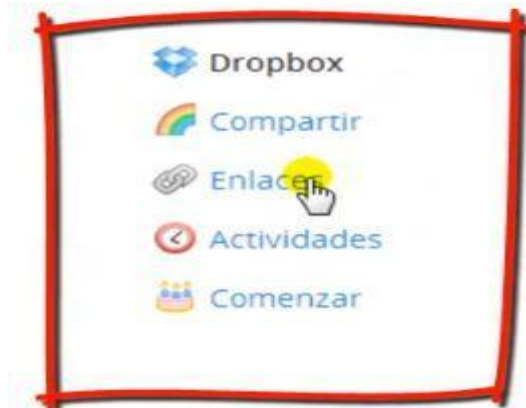 Dropbox
Compartir
Enlaces
Actividades
Comenzar